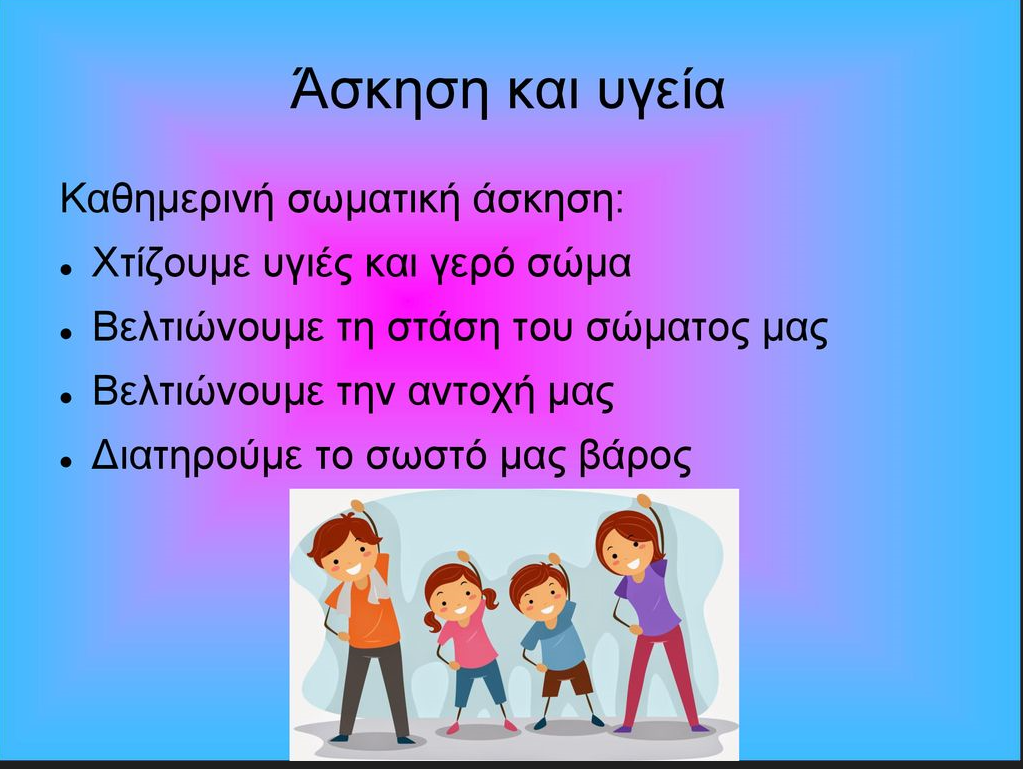 Άσκηση και υγεία
Καθημερινή σωματική άσκηση:
● Χτίζουμε υγιές και γερό σώμα
● Βελτιώνουμε τη στάση του σώματος μας
● Βελτιώνουμε την αντοχή μας
● Διατηρούμε το σωστό μας βάρος